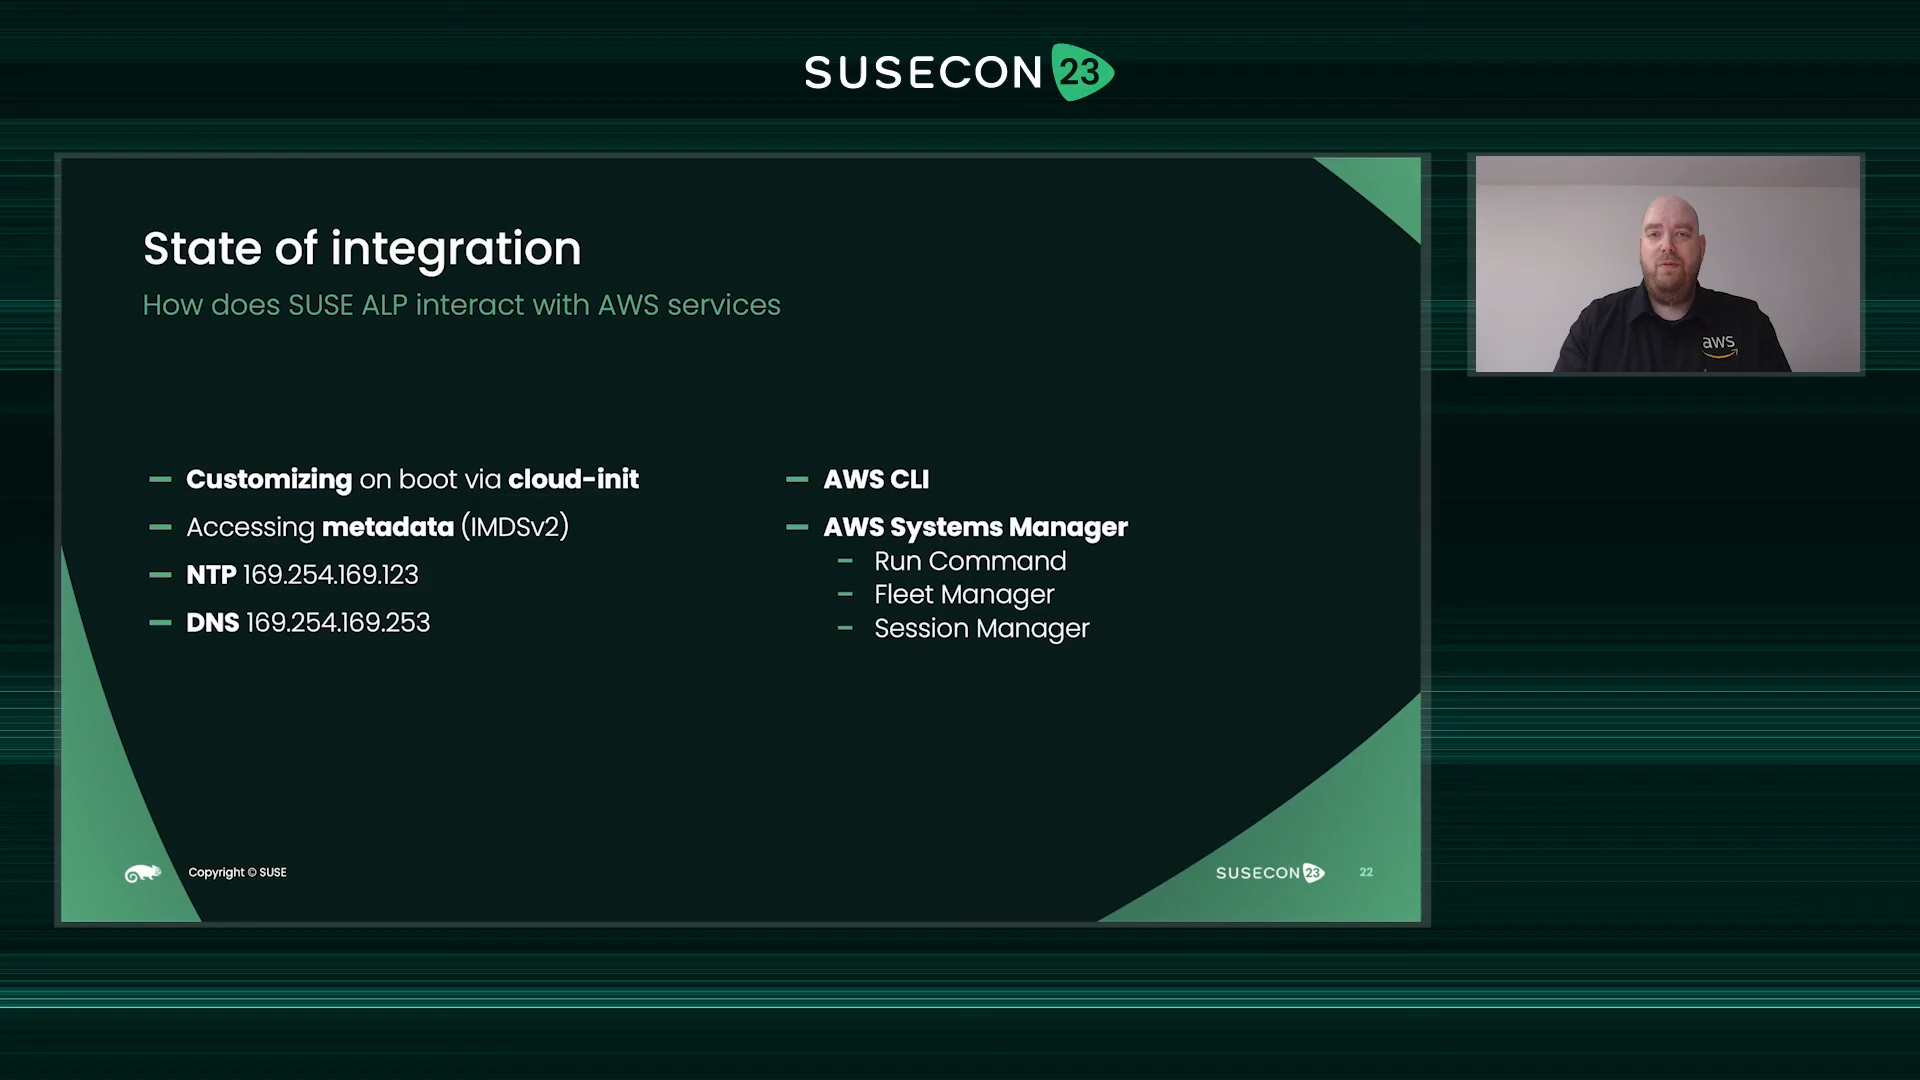 SUSECON 23
State of integration
How does SUSE ALP interact with AWS services
Customizing on boot via cloud-init
Accessing metadata (IMDSv2)
NTP 169.254.169.123
DNS 169.254.169.253
AWS CLI
AWS Systems Manager
Run Command
Fleet Manager
Session Manager
aws
Copyright © SUSE
SUSECON 23
22